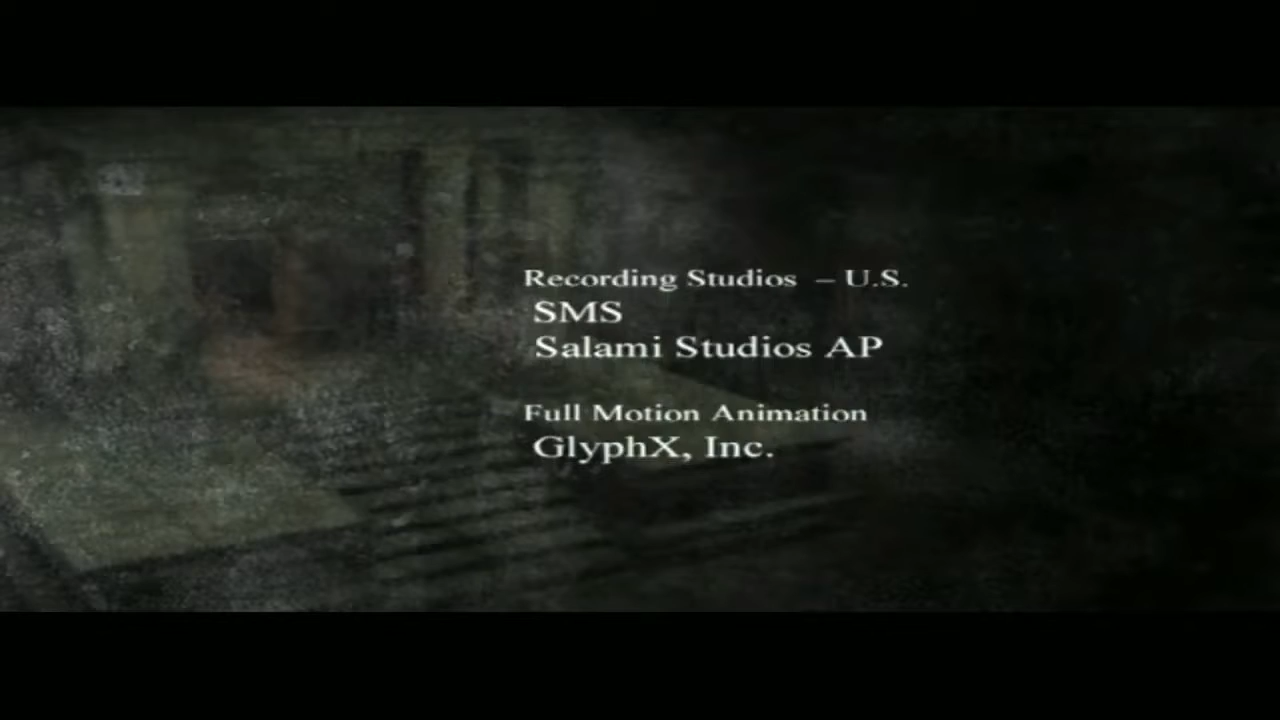 Recording Studios – U.S.
SMS
Salami Studios AP
Full Motion Animation
GlyphX, Inc.